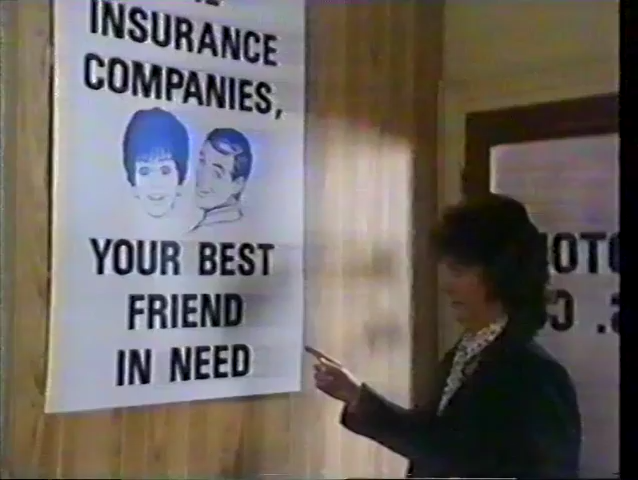 INSURANCE
COMPANIES,
YOUR BEST
FRIEND
IN NEED